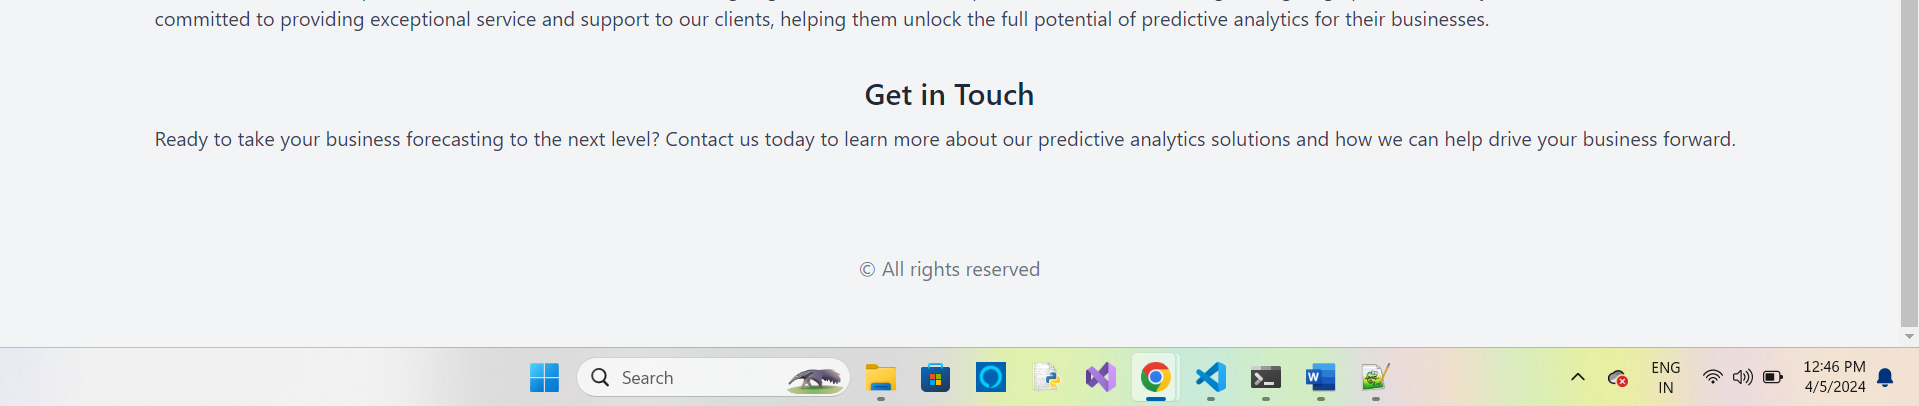 committed to providing exceptional service and support to our clients, helping them unlock the full potential of predictive analytics for their businesses.
Get in Touch
Ready to take your business forecasting to the next level? Contact us today to learn more about our predictive analytics solutions and how we can help drive your business forward.
© All rights reserved
Search
ENG
IN
12:46 PM
4/5/2024